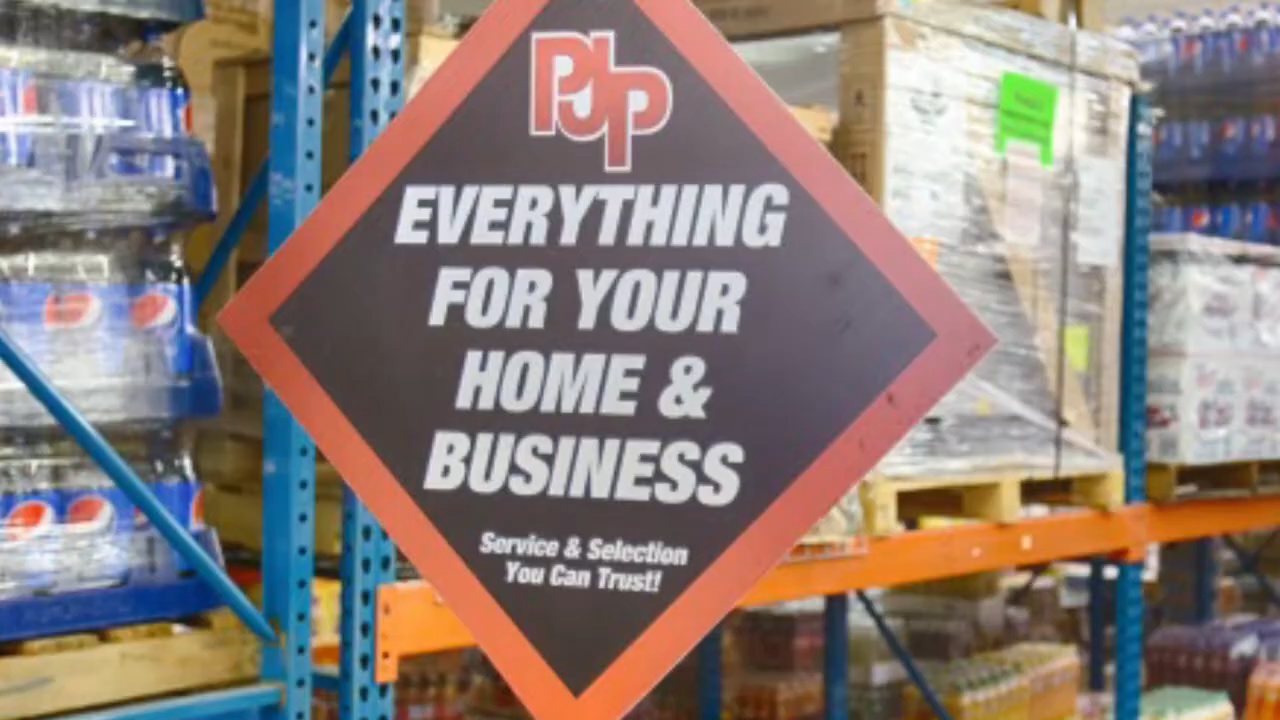 PJP
EVERYTHING
FOR YOUR
HOME &
BUSINESS
Service & Selection
You Can Trust!